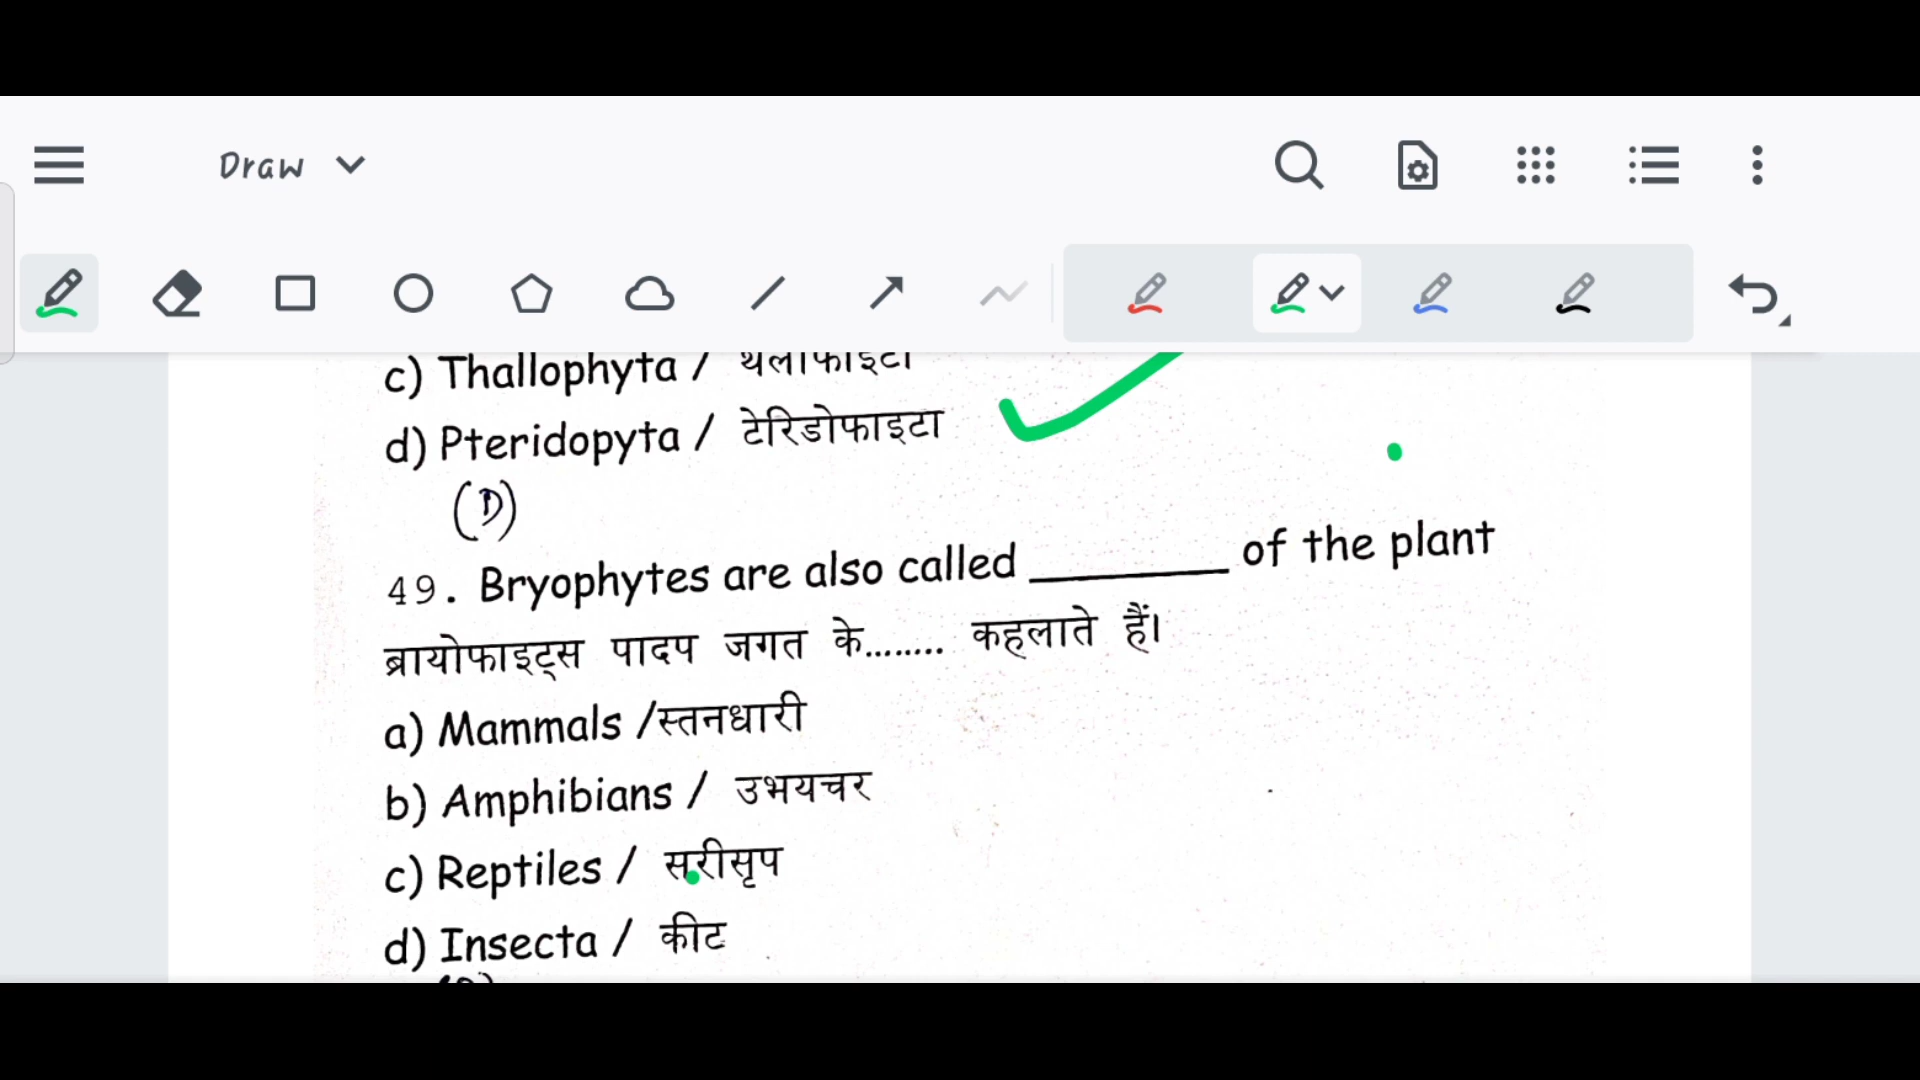 Draw
c) Thallophyta / थैलोफाइटा
d) Pteridopyta / टेरिडोफाइटा
(D)
49. Bryophytes are also called ________ of the plant
ब्रायोफाइट्स पादप जगत के........ कहलाते हैं।
a) Mammals /स्तनधारी
b) Amphibians / उभयचर
c) Reptiles / सरीसृप
d) Insecta / कीट